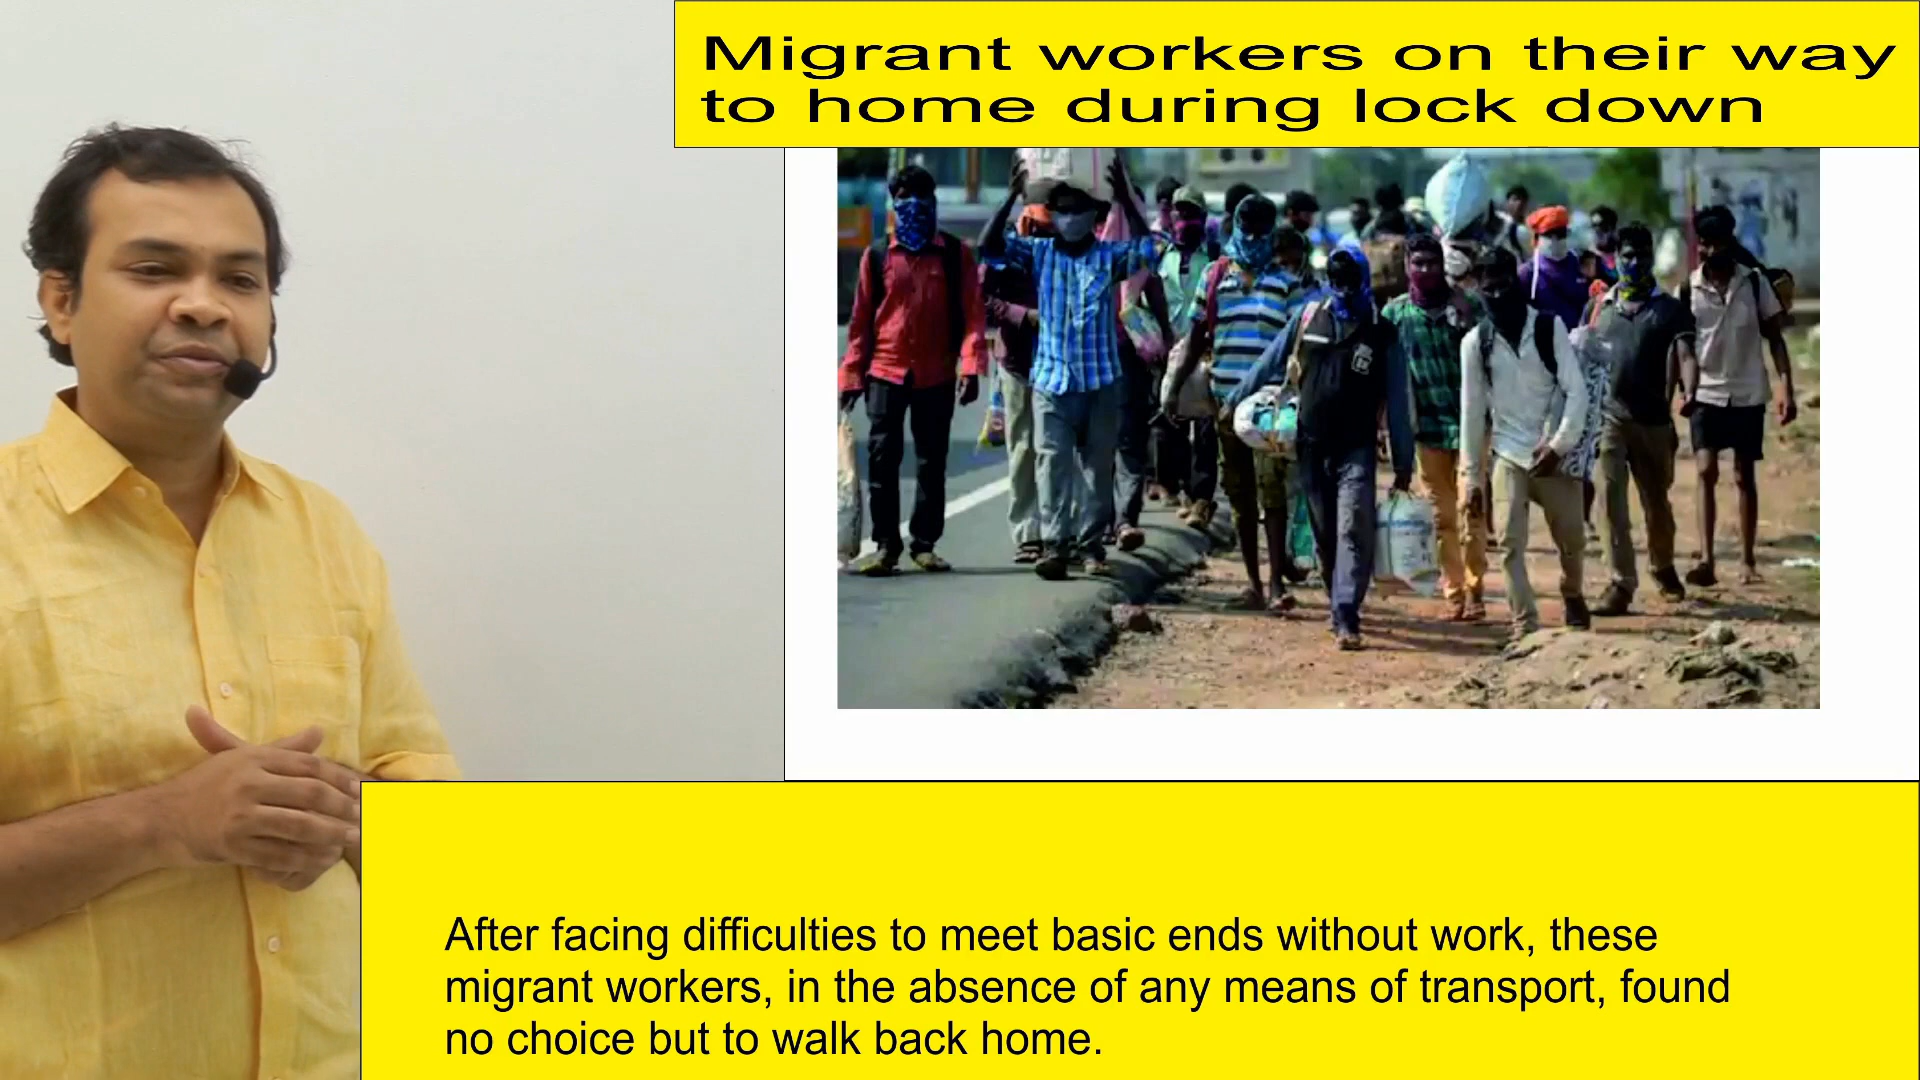 Migrant workers on their way
to home during lock down
After facing difficulties to meet basic ends without work, these
migrant workers, in the absence of any means of transport, found
no choice but to walk back home.